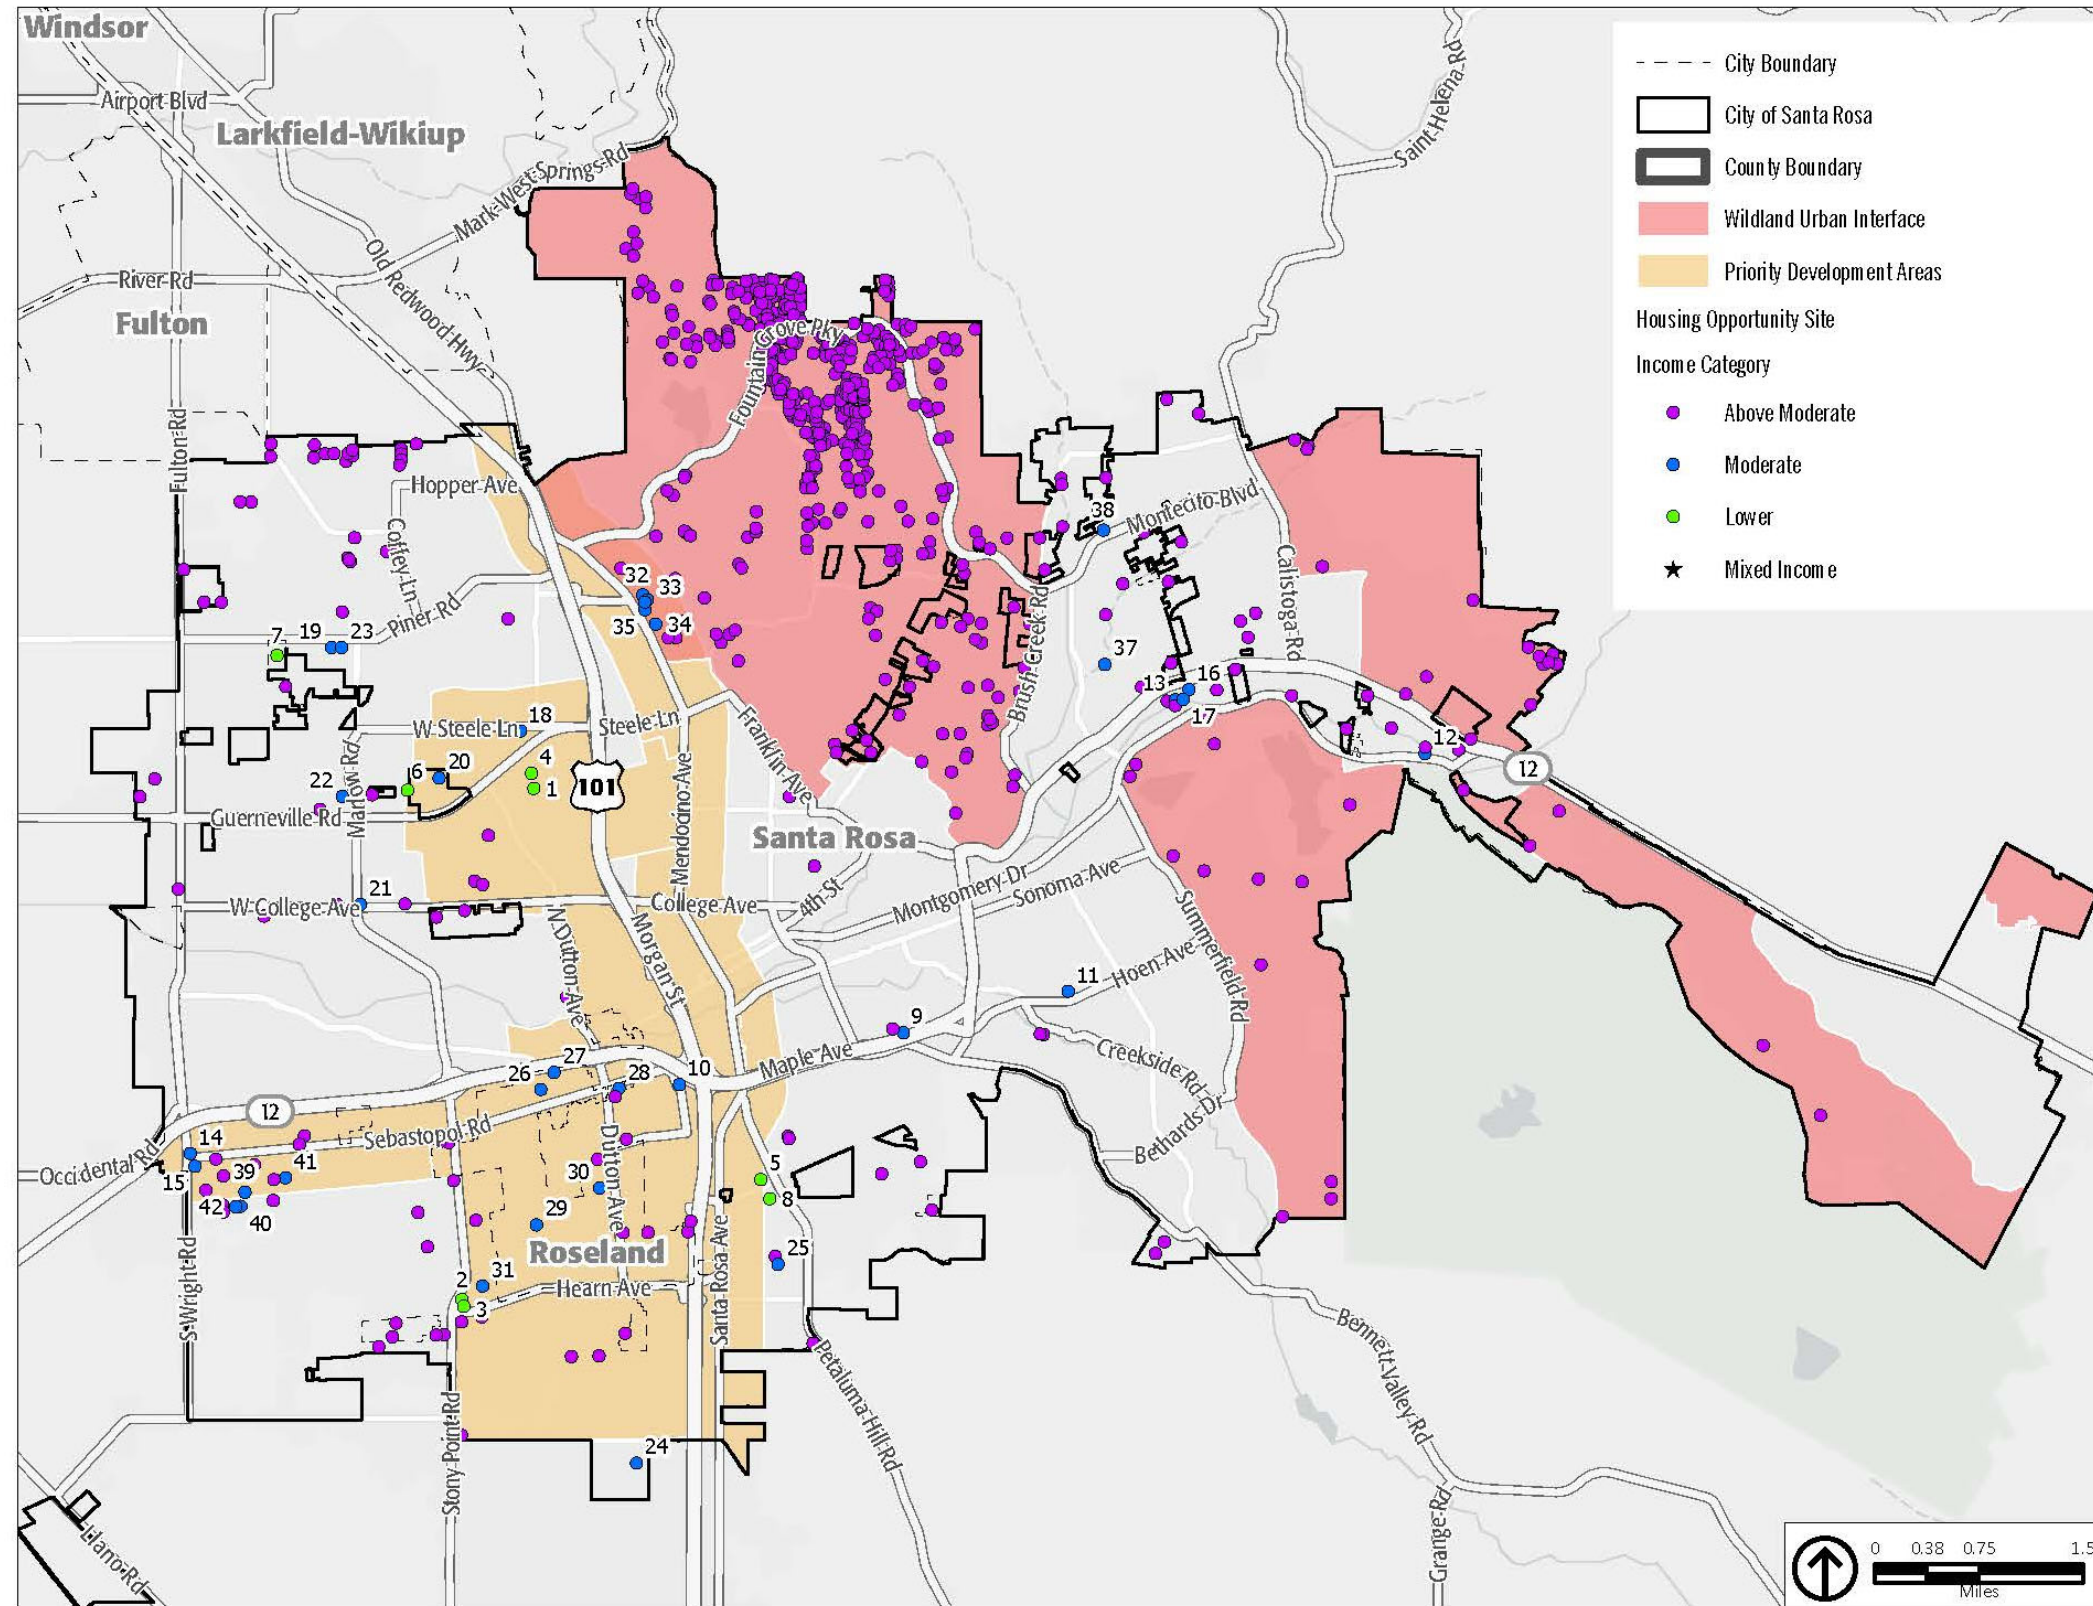 Windsor
Airport Blvd
Larkfield-Wikiup
Mark West Springs Rd
Saint Helena Rd
River Rd
Fulton
Old Redwood Hwy
Fountain Grove Pky
Fulton Rd
Hopper Ave
Coffey Ln
Piner Rd
38
Montecito Blvd
Calistoga Rd
32
33
35
34
7
19
23
Brush Creek Rd
37
13
16
17
12
12
W Steele Ln
18
Steele Ln
Franklin Ave
Marlow Rd
22
6
20
4
1
101
Mendocino Ave
Guerneville Rd
Santa Rosa
W College Ave
21
College Ave
4th St
Montgomery Dr
Sonoma Ave
Summerfield Rd
N Dutton Ave
Morgan St
11
Hoen Ave
9
Maple Ave
Creekside Rd
Bethards Dr
27
26
28
10
12
Sebastopol Rd
Occidental Rd
14
15
39
41
42
40
Dutton Ave
30
29
5
8
25
Roseland
Hearn Ave
Santa Rosa Ave
S Wright Rd
2
31
3
Stony Point Rd
24
Petaluma Hill Rd
Bennett Valley Rd
Grange Rd
Llano Rd
City Boundary
City of Santa Rosa
County Boundary
Wildland Urban Interface
Priority Development Areas
Housing Opportunity Site
Income Category
Above Moderate
Moderate
Lower
Mixed Income
0 0.38 0.75 1.5
Miles